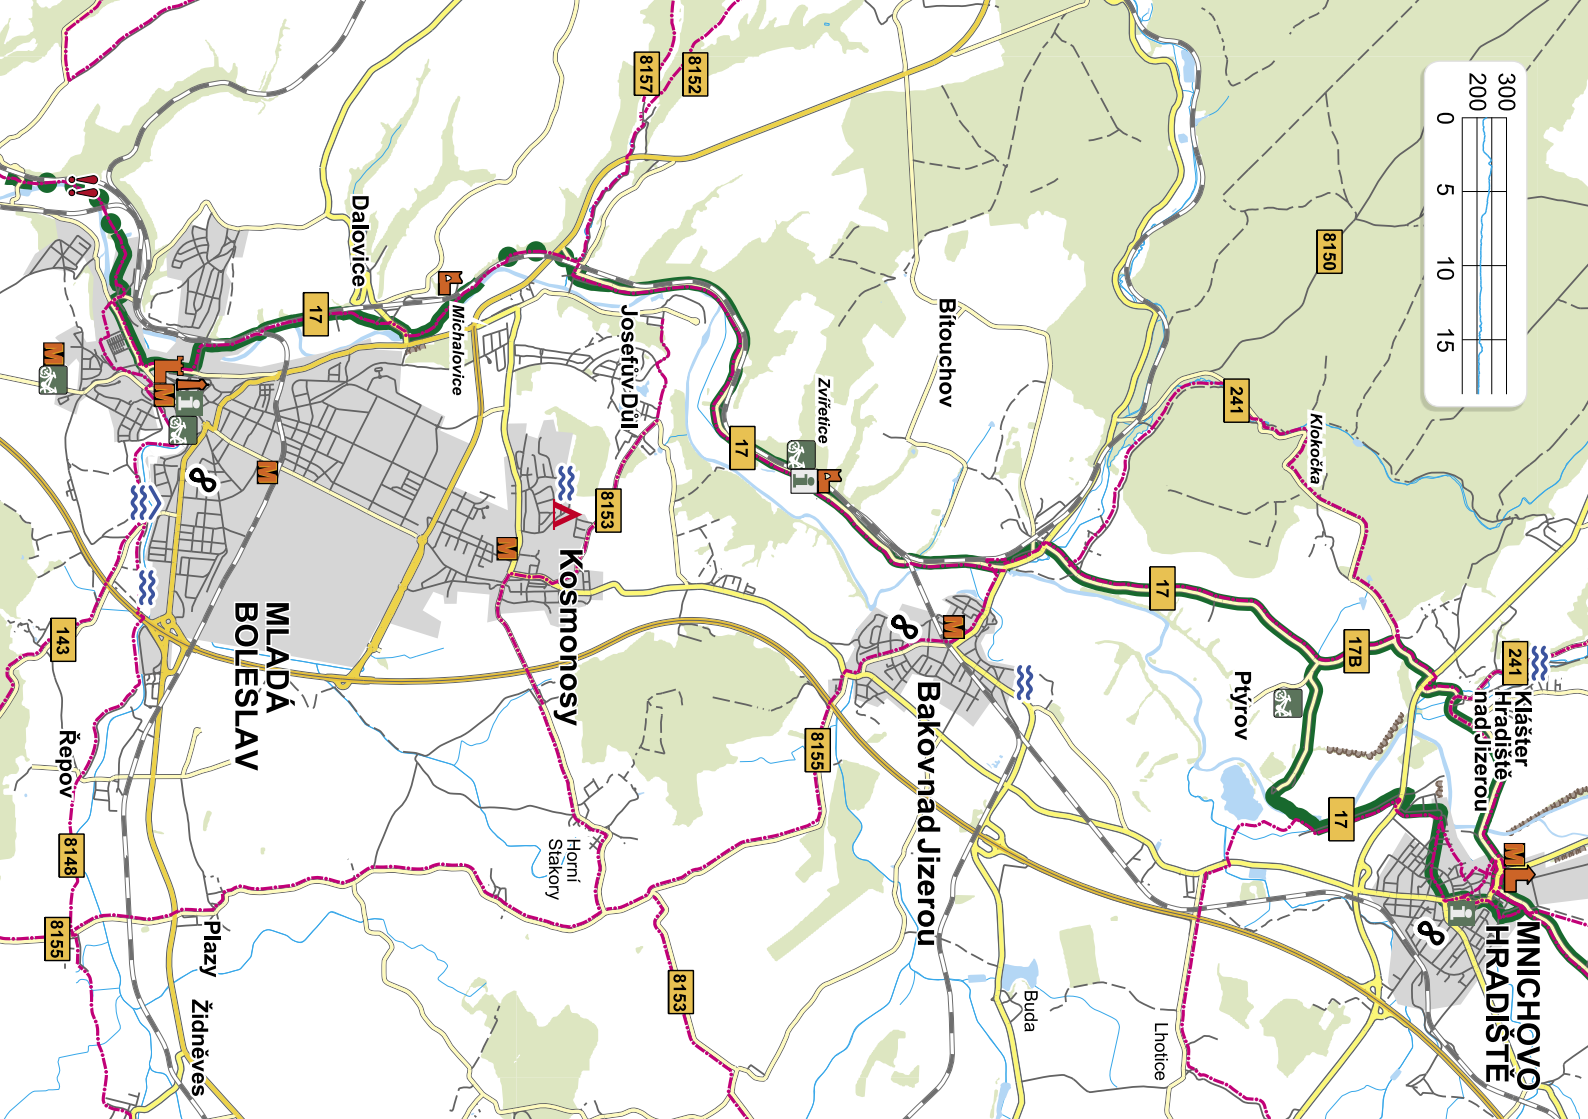 300
200
0
5
10
15
8150
8157
8152
Dalovice
17
Michalovice
Josefův Důl
Bítouchov
Zvířetice
17
241
Klokočka
8153
Kosmonosy
MLADÁ
BOLESLAV
143
Řepov
8148
8155
Plazy
Židněves
Horní
Stakory
8155
8153
Bakov nad Jizerou
17
17B
Ptýrov
17
241
Klášter
Hradiště
nad Jizerou
MNICHOVO
HRADIŠTĚ
Buda
Lhotice
M
M
M
M
M
M
i
i
i
!!